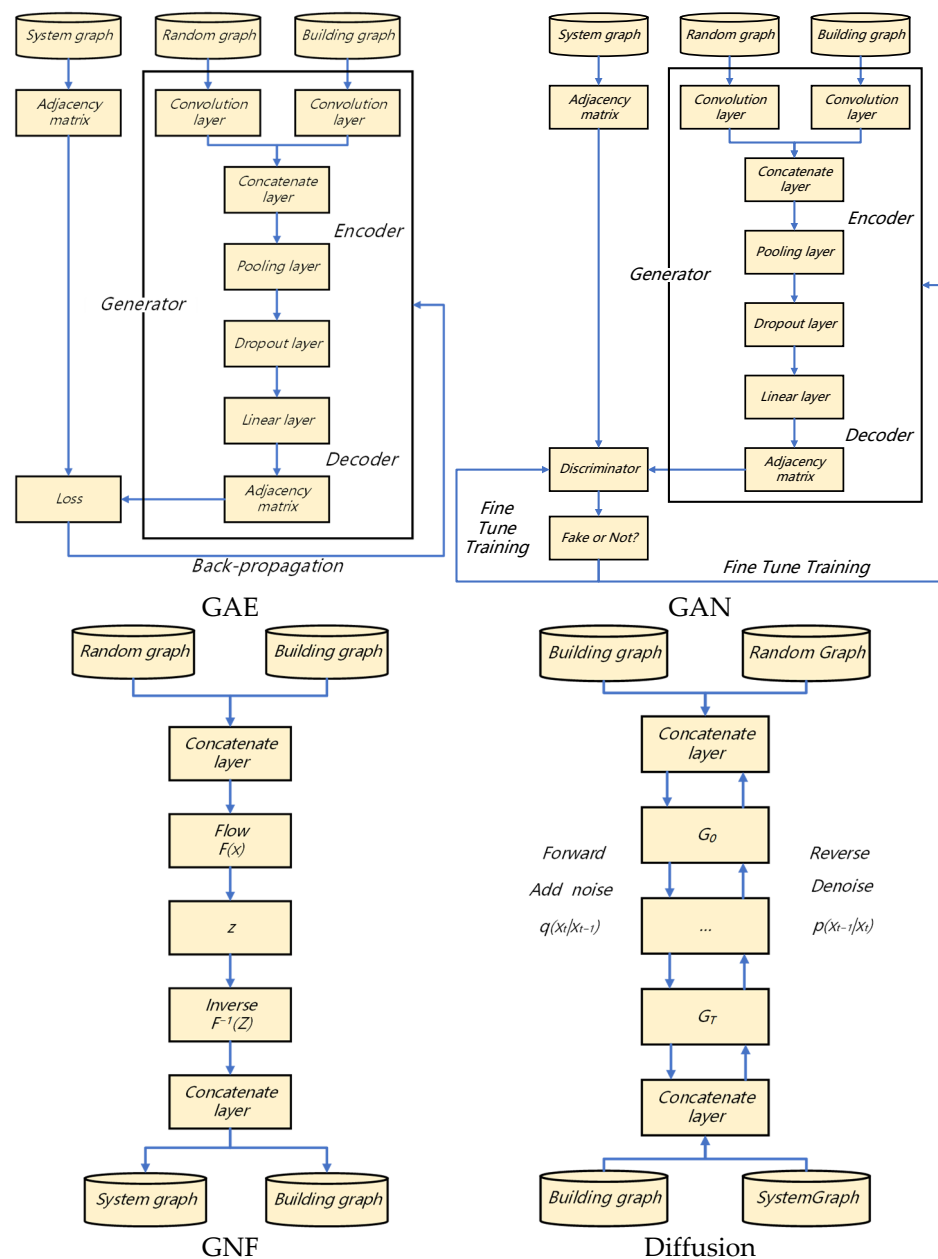 System graph
Random graph
Building graph
Adjacency
matrix
Convolution
layer
Convolution
layer
Concatenate
layer
Encoder
Pooling layer
Generator
Dropout layer
Linear layer
Decoder
Loss
Adjacency
matrix
Back-propagation
GAE
System graph
Random graph
Building graph
Adjacency
matrix
Convolution
layer
Convolution
layer
Concatenate
layer
Encoder
Pooling layer
Generator
Dropout layer
Linear layer
Decoder
Discriminator
Adjacency
matrix
Fine
Tune
Training
Fake or Not?
Fine Tune Training
GAN
Random graph
Building graph
Concatenate
layer
Flow
F(x)
z
Inverse
F⁻¹(Z)
Concatenate
layer
System graph
Building graph
GNF
Building graph
Random Graph
Concatenate
layer
G₀
Forward
Reverse
Add noise
Denoise
q(xₜ|xₜ₋₁)
...
p(xₜ₋₁|xₜ)
G_T
Concatenate
layer
Building graph
SystemGraph
Diffusion